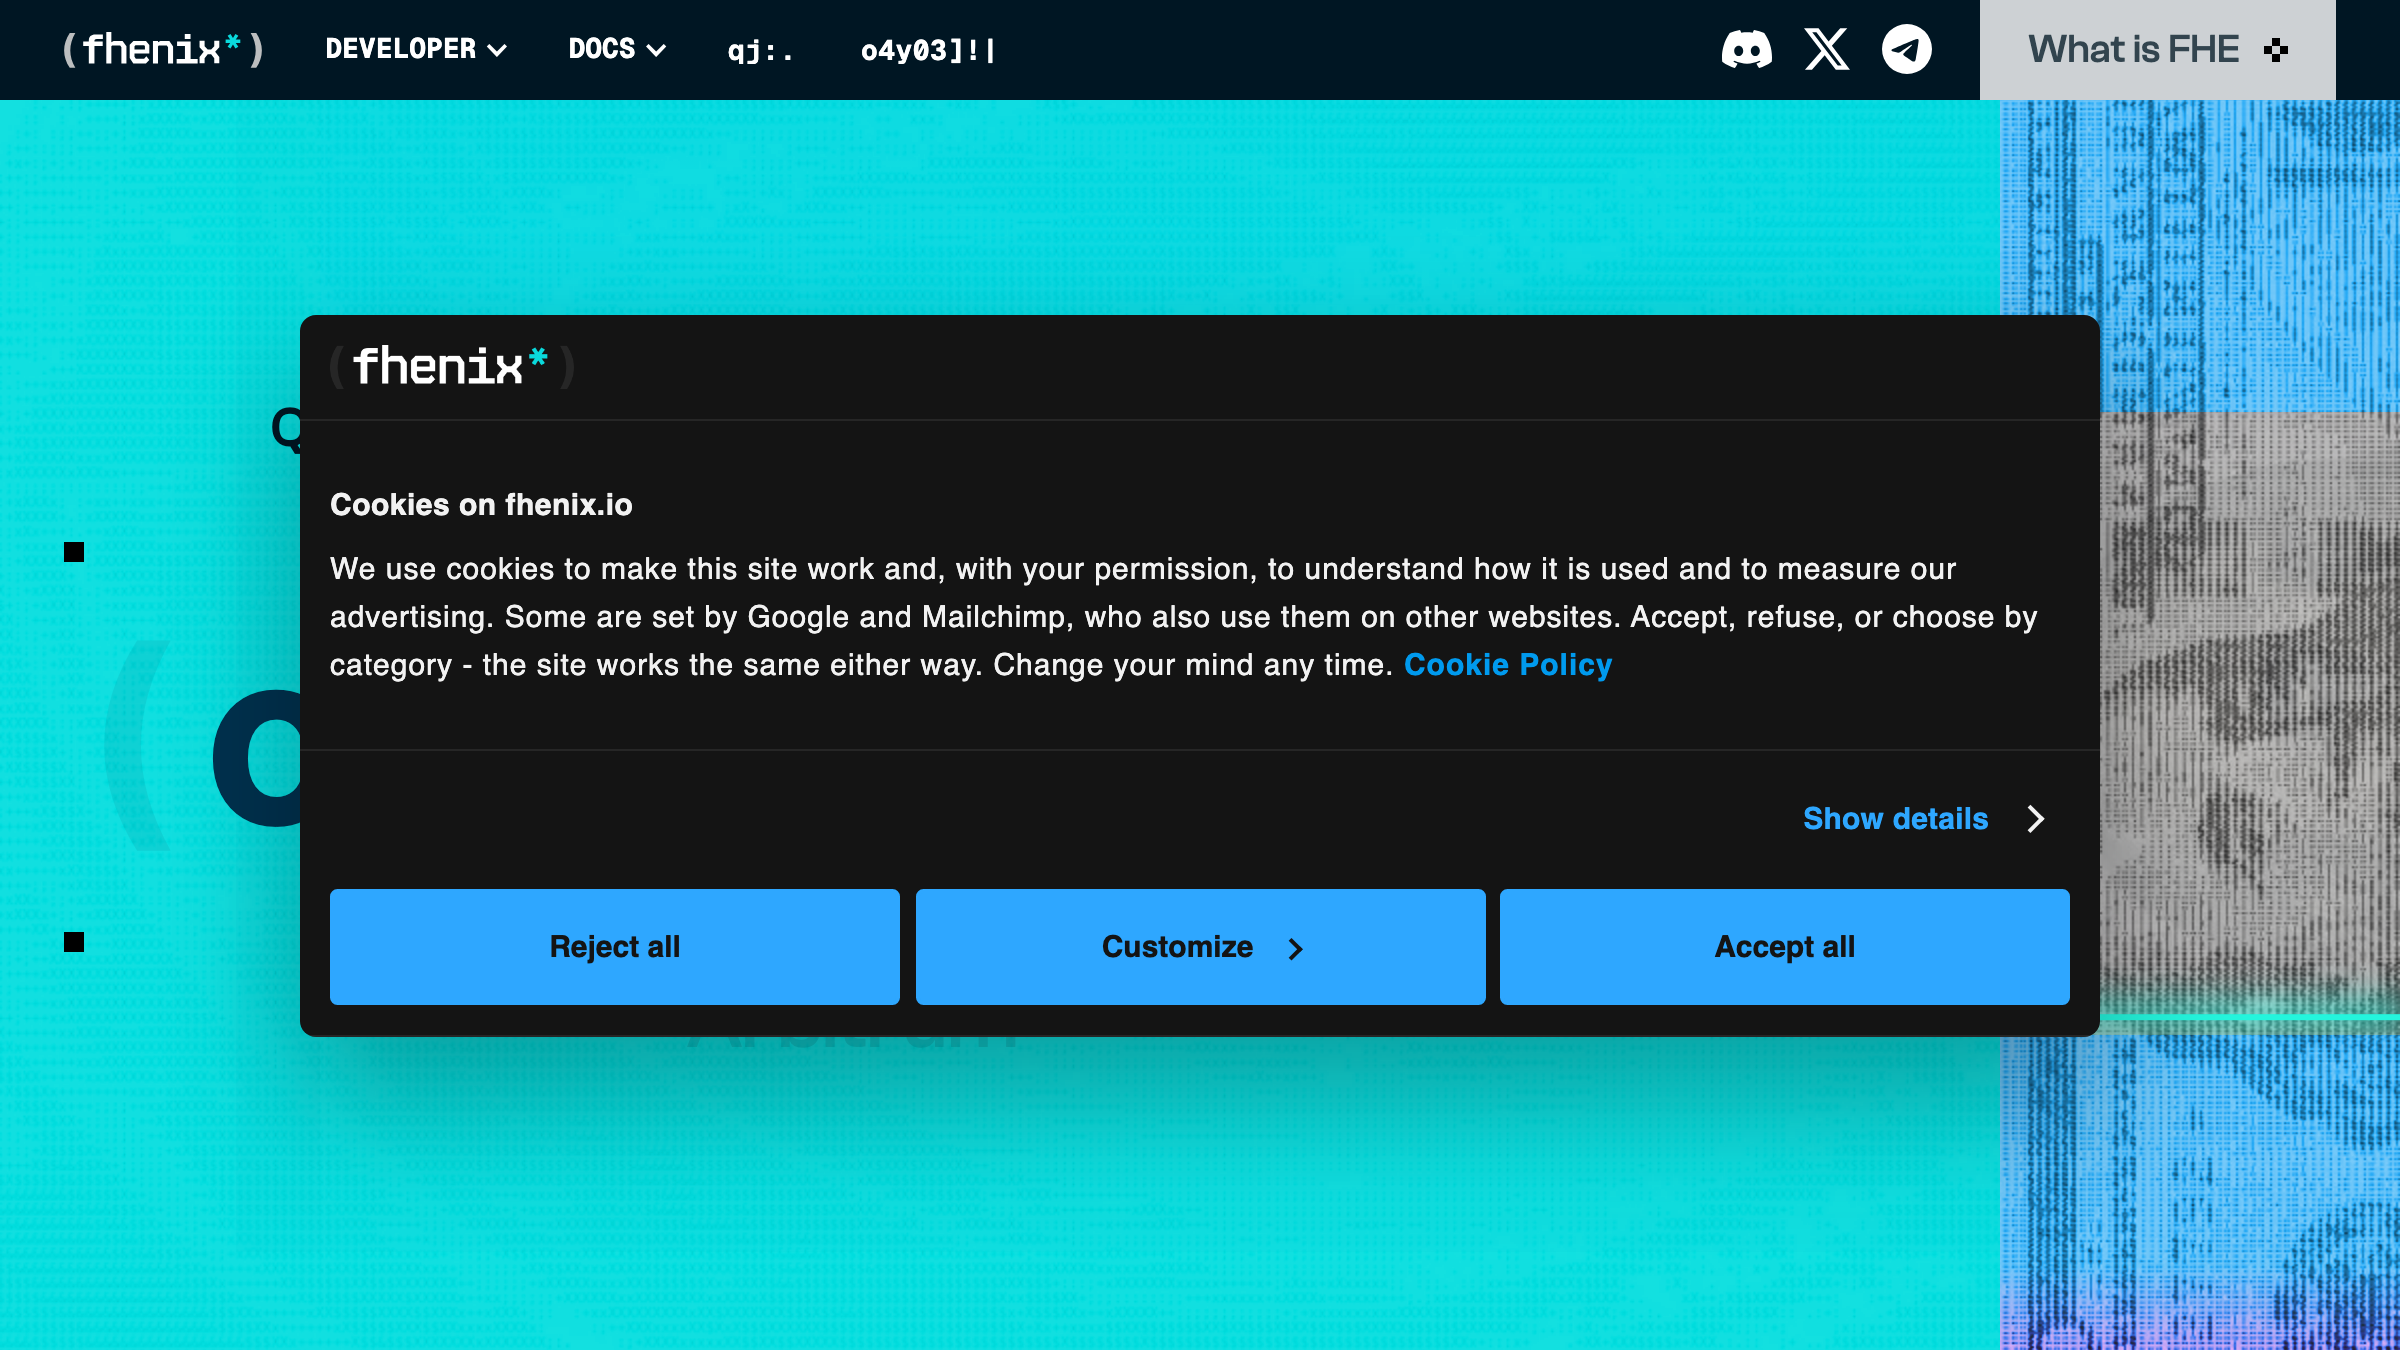 (fhenix*)
DEVELOPER
DOCS
qj:.
o4y03]!|
What is FHE
(fhenix*)
Cookies on fhenix.io
We use cookies to make this site work and, with your permission, to understand how it is used and to measure our
advertising. Some are set by Google and Mailchimp, who also use them on other websites. Accept, refuse, or choose by
category - the site works the same either way. Change your mind any time. Cookie Policy
Show details
Reject all
Customize
Accept all